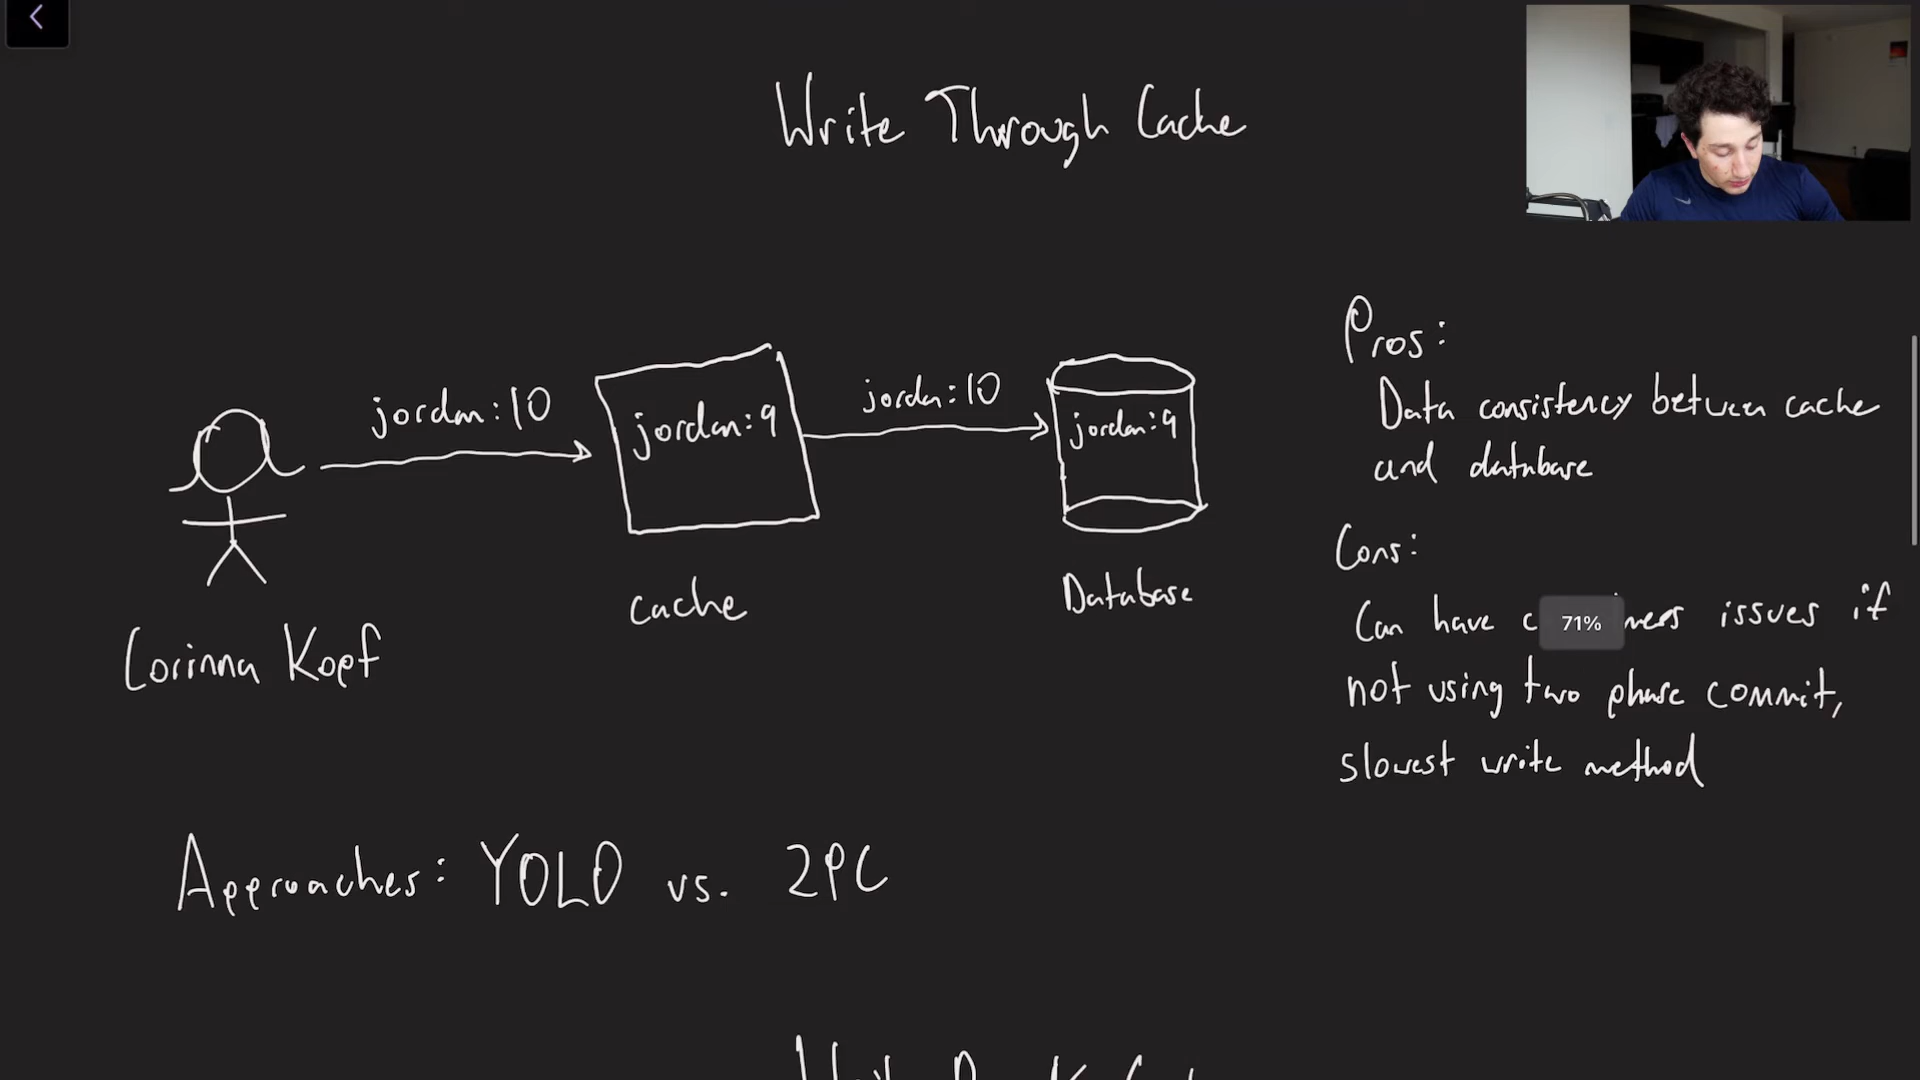 Write Through Cache
jordan:10
jordan:9
jordan:10
jordan:9
Cache
Database
Corinna Kopf
Pros:
Data consistency between cache
and database
Cons:
Can have issues if
71%
not using two phase commit,
slowest write method
Approaches: YOLO vs. 2PC